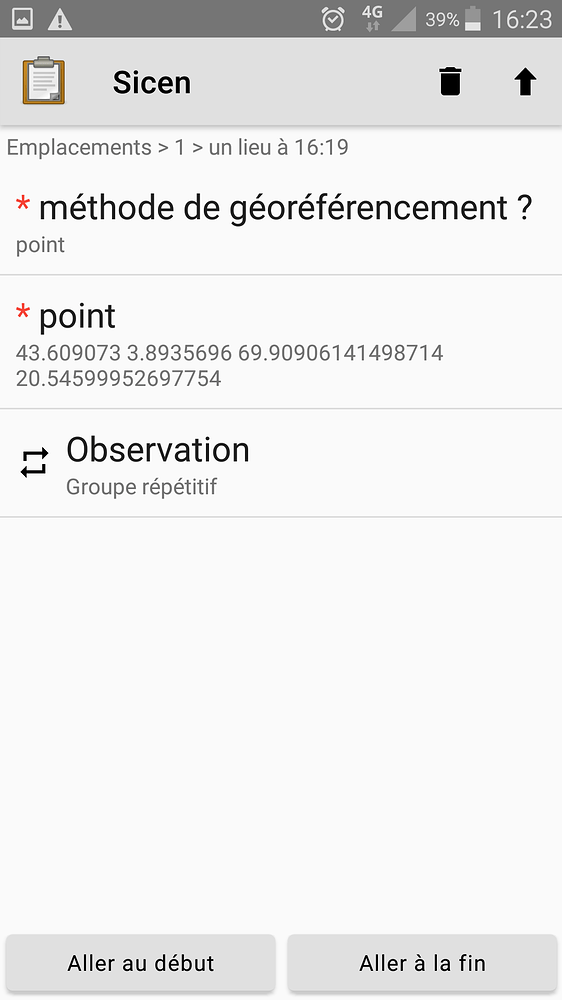 4G 39% 16:23
Sicen
Emplacements > 1 > un lieu à 16:19
* méthode de géoréférencement ?
point
* point
43.609073 3.8935696 69.90906141498714
20.54599952697754
Observation
Groupe répétitif
Aller au début Aller à la fin